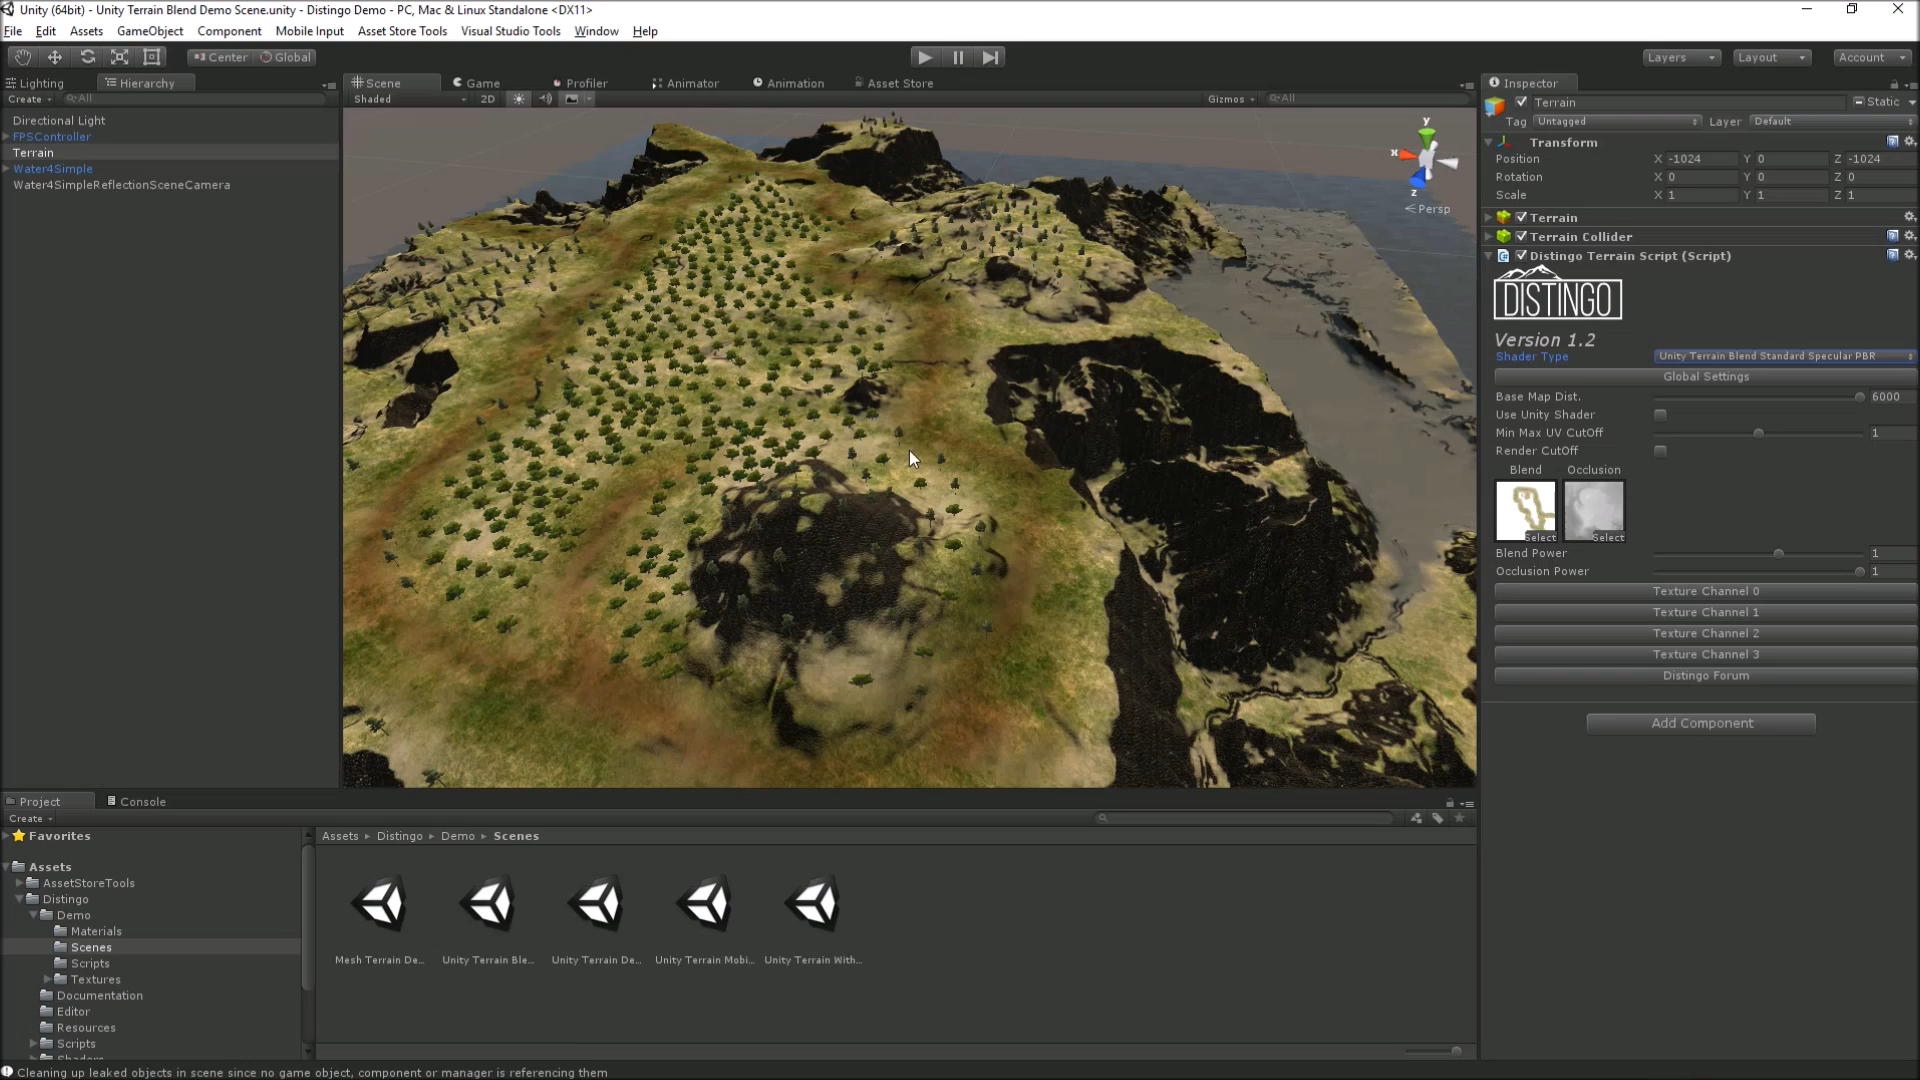 Unity (64bit) - Unity Terrain Blend Demo Scene.unity - Distingo Demo - PC, Mac & Linux Standalone <DX11>
File Edit Assets GameObject Component Mobile Input Asset Store Tools Visual Studio Tools Window Help
Center Global Layers Layout Account
Lighting Hierarchy
Create All
Directional Light
FPSController
Terrain
Water4Simple
Water4SimpleReflectionSceneCamera
Scene Game Profiler Animator Animation Asset Store
Shaded 2D Gizmos All
y
x
z
Persp
Inspector
Terrain Static
Tag Untagged Layer Default
Transform
Position X -1024 Y 0 Z -1024
Rotation X 0 Y 0 Z 0
Scale X 1 Y 1 Z 1
Terrain
Terrain Collider
Distingo Terrain Script (Script)
DISTINGO
Version 1.2
Shader Type Unity Terrain Blend Standard Specular PBR
Global Settings
Base Map Dist. 6000
Use Unity Shader
Min Max UV CutOff 1
Render CutOff
Blend Occlusion
Select Select
Blend Power 1
Occlusion Power 1
Texture Channel 0
Texture Channel 1
Texture Channel 2
Texture Channel 3
Distingo Forum
Add Component
Project Console
Create
Favorites
Assets
AssetStoreTools
Distingo
Demo
Materials
Scenes
Scripts
Textures
Documentation
Editor
Resources
Scripts
Assets Distingo Demo Scenes
Mesh Terrain De... Unity Terrain Ble... Unity Terrain De... Unity Terrain Mobi... Unity Terrain With...
Cleaning up leaked objects in scene since no game object, component or manager is referencing them